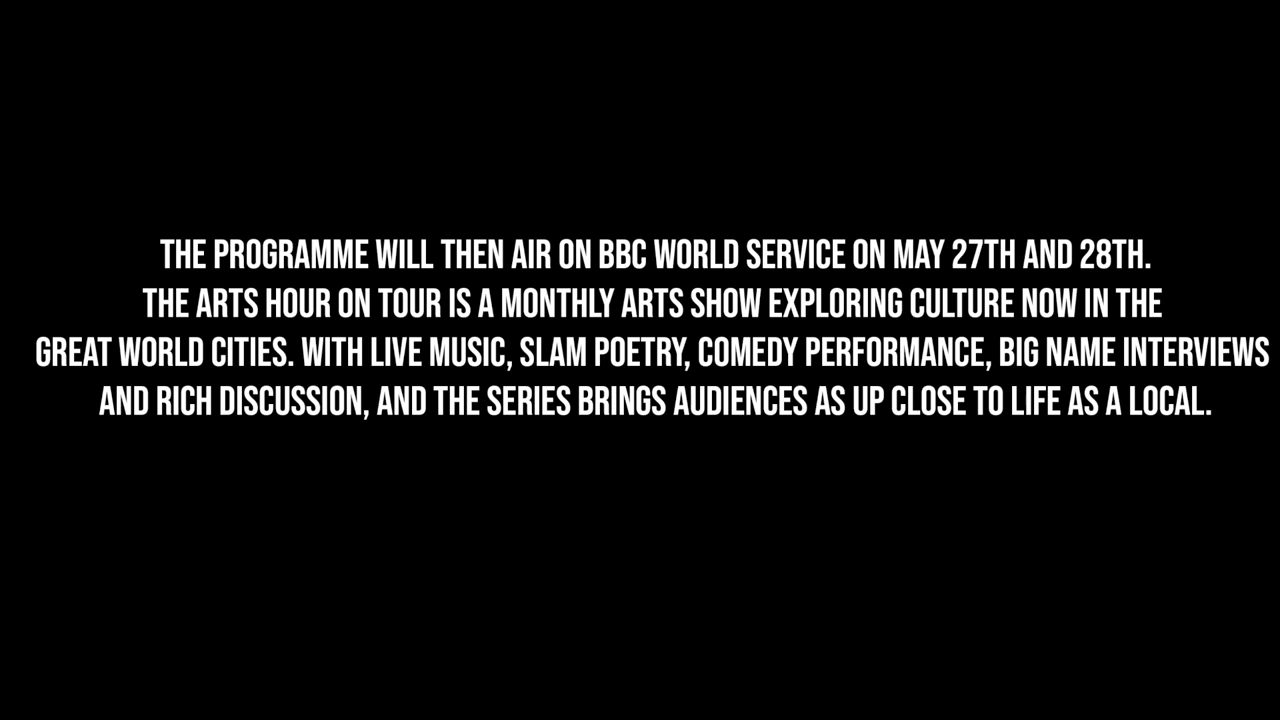 THE PROGRAMME WILL THEN AIR ON BBC WORLD SERVICE ON MAY 27TH AND 28TH.
THE ARTS HOUR ON TOUR IS A MONTHLY ARTS SHOW EXPLORING CULTURE NOW IN THE
GREAT WORLD CITIES. WITH LIVE MUSIC, SLAM POETRY, COMEDY PERFORMANCE, BIG NAME INTERVIEWS
AND RICH DISCUSSION, AND THE SERIES BRINGS AUDIENCES AS UP CLOSE TO LIFE AS A LOCAL.